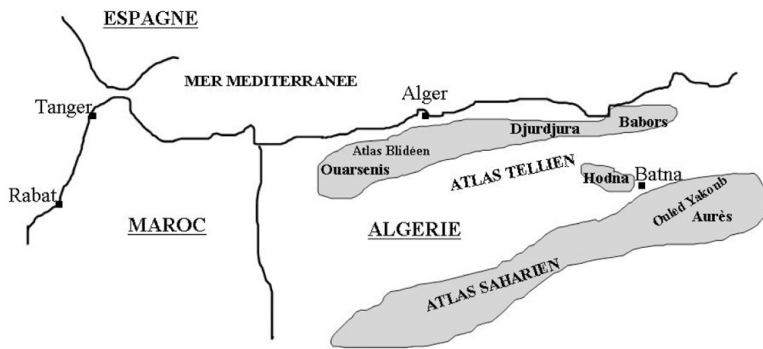 ESPAGNE
MER MEDITERRANEE
Tanger
Alger
Djurdjura
Babors
Atlas Blidéen
Ouarsenis
ATLAS TELLIEN
Hodna
Batna
Rabat
MAROC
ALGERIE
Ouled Yakoub
Aurès
ATLAS SAHARIEN